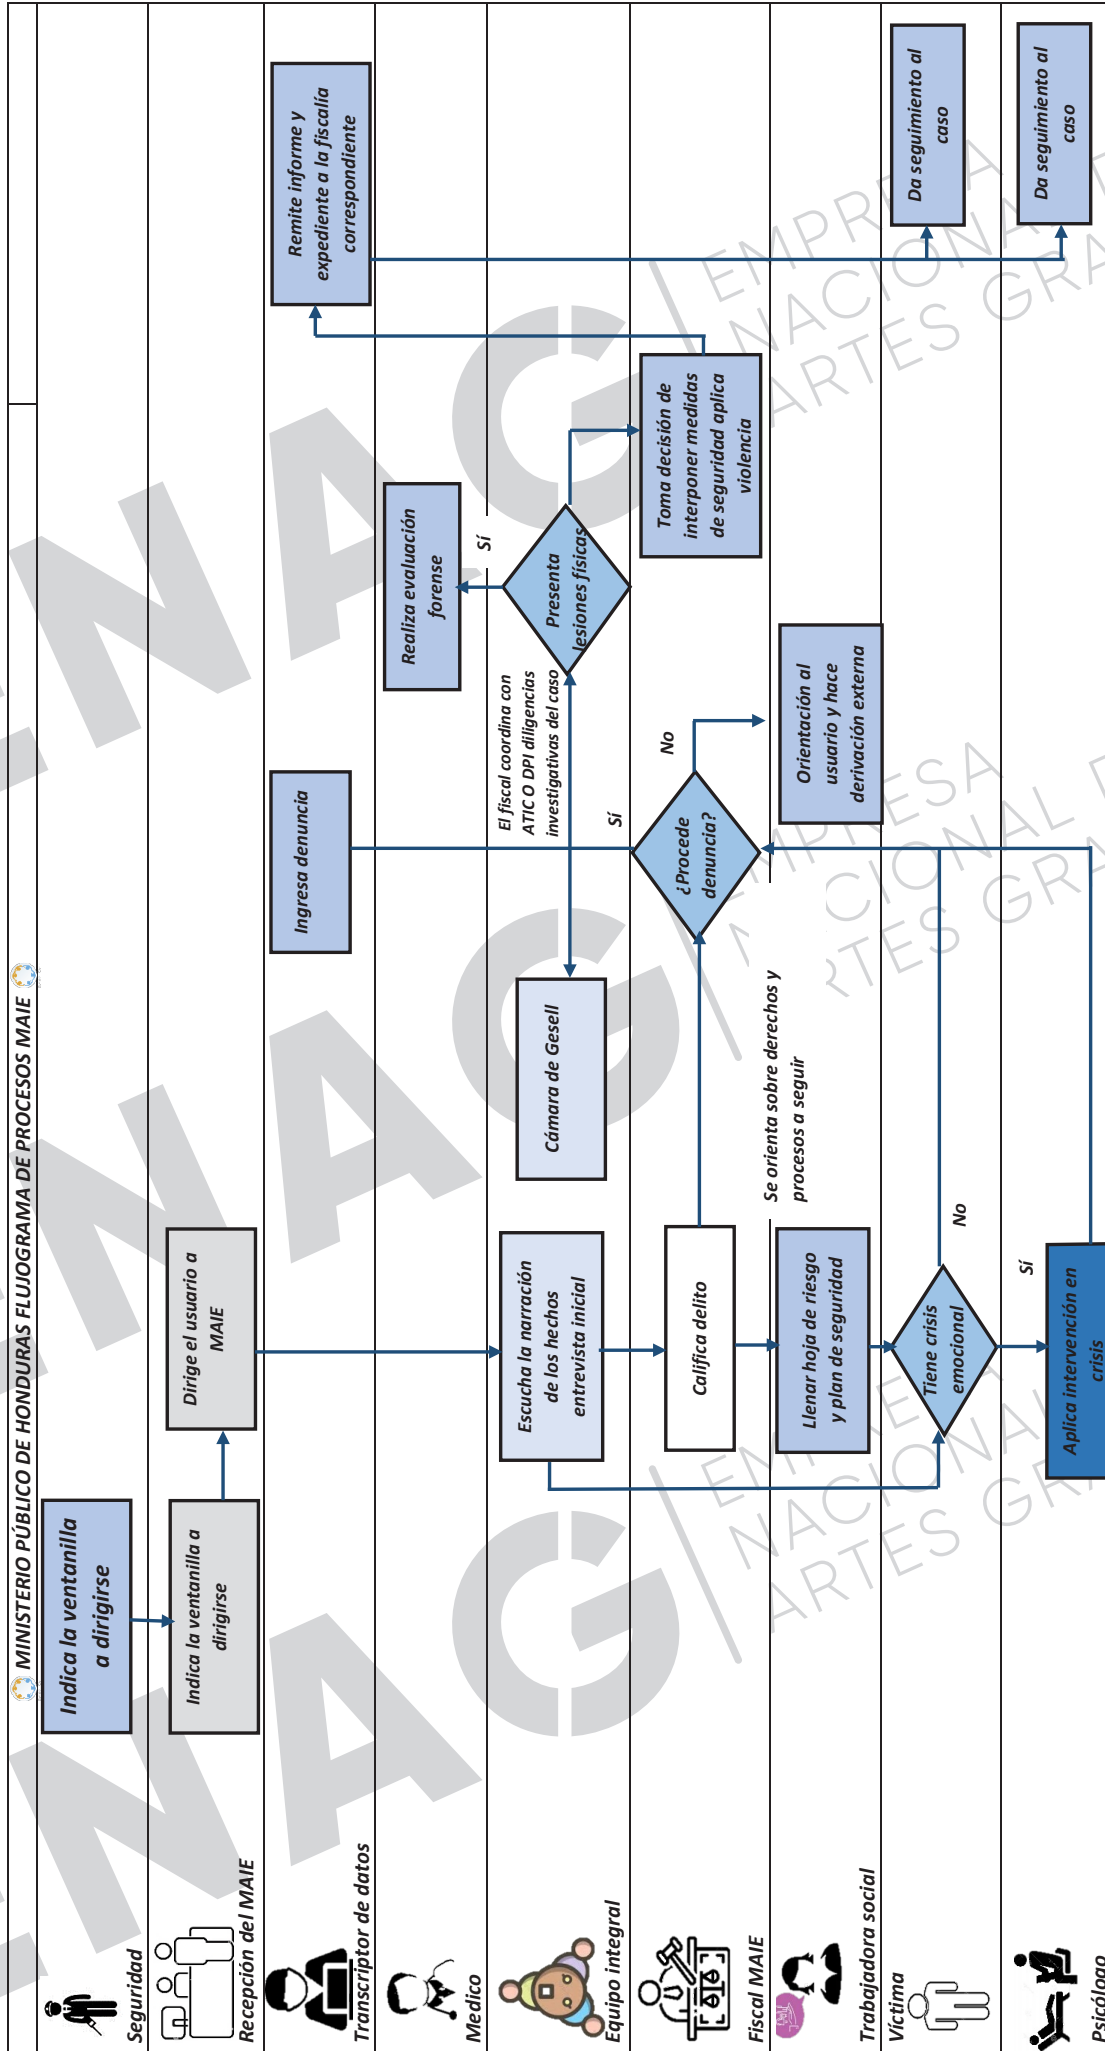 MINISTERIO PÚBLICO DE HONDURAS FLUJOGRAMA DE PROCESOS MAIE
Seguridad
Indica la ventanilla
a dirigirse
Recepción del MAIE
Indica la ventanilla a
dirigirse
Dirige el usuario a
MAIE
Transcriptor de datos
Ingresa denuncia
Remite informe y
expediente a la fiscalía
correspondiente
Medico
Realiza evaluación
forense
Sí
Equipo integral
Escucha la narración
de los hechos
entrevista inicial
Cámara de Gesell
El fiscal coordina con
ATIC O DPI diligencias
investigativas del caso
Presenta
lesiones físicas
Sí
Fiscal MAIE
Califica delito
¿Procede
denuncia?
No
Toma decisión de
interponer medidas
de seguridad aplica
violencia
Trabajadora social
Llenar hoja de riesgo
y plan de seguridad
Se orienta sobre derechos y
procesos a seguir
Orientación al
usuario y hace
derivación externa
Víctima
Tiene crisis
emocional
No
Da seguimiento al
caso
Psicólogo
Aplica intervención en
crisis
Sí
Da seguimiento al
caso
ENAG
EMPRESA
NACIONAL
ARTES GRA